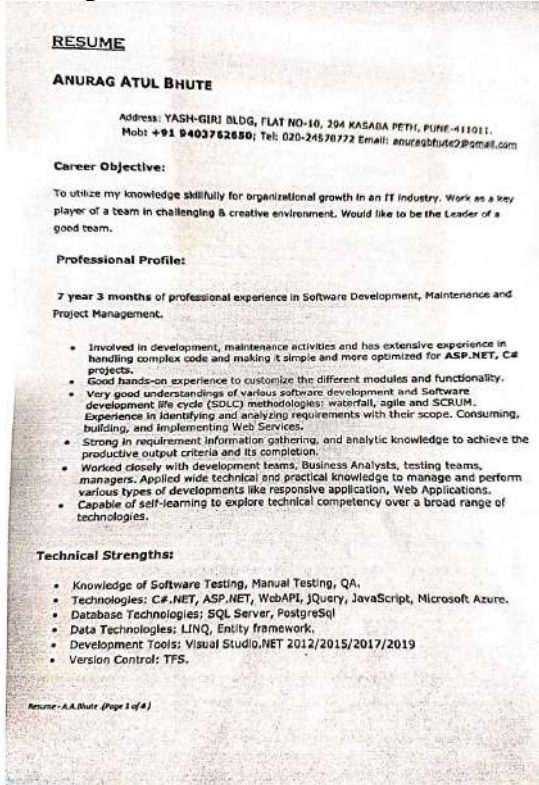 RESUME
ANURAG ATUL BHUTE
Address: YASH-GIRI BLDG, FLAT NO-10, 294 KASABA PETH, PUNE-411011.
Mob: +91 9403762650; Tel: 020-24578772 Email: anuragbhute2@gmail.com
Career Objective:
To utilize my knowledge skillfully for organizational growth in an IT industry. Work as a key
player of a team in challenging & creative environment. Would like to be the Leader of a
good team.
Professional Profile:
7 year 3 months of professional experience in Software Development, Maintenance and
Project Management.
• Involved in development, maintenance activities and has extensive experience in
handling complex code and making it simple and more optimized for ASP.NET, C#
projects.
• Good hands-on experience to customize the different modules and functionality.
• Very good understandings of various software development and Software
development life cycle (SDLC) methodologies: waterfall, agile and SCRUM.
Experience in identifying and analyzing requirements with their scope. Consuming,
building, and implementing Web Services.
• Strong in requirement information gathering, and analytic knowledge to achieve the
productive output criteria and its completion.
• Worked closely with development teams, Business Analysts, testing teams,
managers. Applied wide technical and practical knowledge to manage and perform
various types of developments like responsive application, Web Applications.
• Capable of self-learning to explore technical competency over a broad range of
technologies.
Technical Strengths:
• Knowledge of Software Testing, Manual Testing, QA.
• Technologies: C#.NET, ASP.NET, WebAPI, JQuery, JavaScript, Microsoft Azure.
• Database Technologies: SQL Server, PostgreSql
• Data Technologies: LINQ, Entity framework.
• Development Tools: Visual Studio.NET 2012/2015/2017/2019
• Version Control: TFS.
Resume - A.A.Bhute (Page 1 of 4)